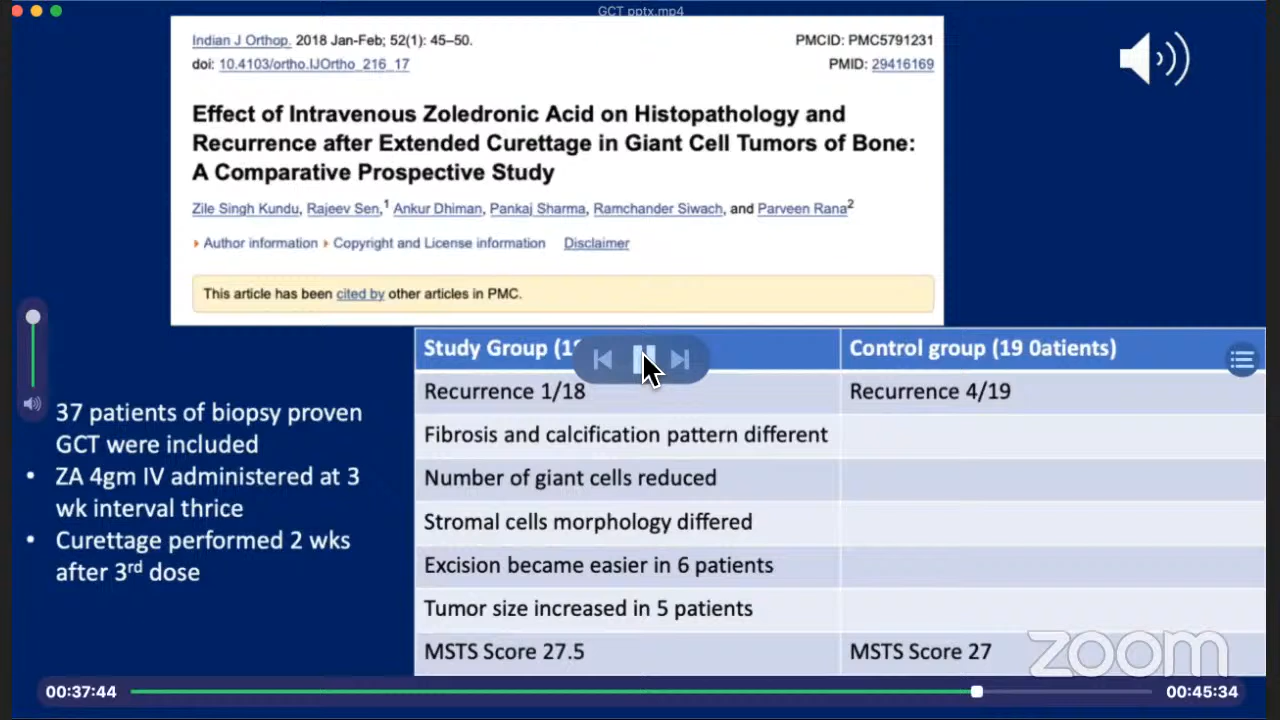 GCT pptx.mp4
Indian J Orthop. 2018 Jan-Feb; 52(1): 45–50.
doi: 10.4103/ortho.IJOrtho_216_17
PMCID: PMC5791231
PMID: 29416169
Effect of Intravenous Zoledronic Acid on Histopathology and
Recurrence after Extended Curettage in Giant Cell Tumors of Bone:
A Comparative Prospective Study
Zile Singh Kundu, Rajeev Sen,1 Ankur Dhiman, Pankaj Sharma, Ramchander Siwach, and Parveen Rana2
Author information Copyright and License information Disclaimer
This article has been cited by other articles in PMC.
37 patients of biopsy proven
GCT were included
• ZA 4gm IV administered at 3
wk interval thrice
• Curettage performed 2 wks
after 3rd dose
Study Group
Control group (19 0atients)
Recurrence 1/18
Recurrence 4/19
Fibrosis and calcification pattern different
Number of giant cells reduced
Stromal cells morphology differed
Excision became easier in 6 patients
Tumor size increased in 5 patients
MSTS Score 27.5
MSTS Score 27
zoom
00:37:44
00:45:34